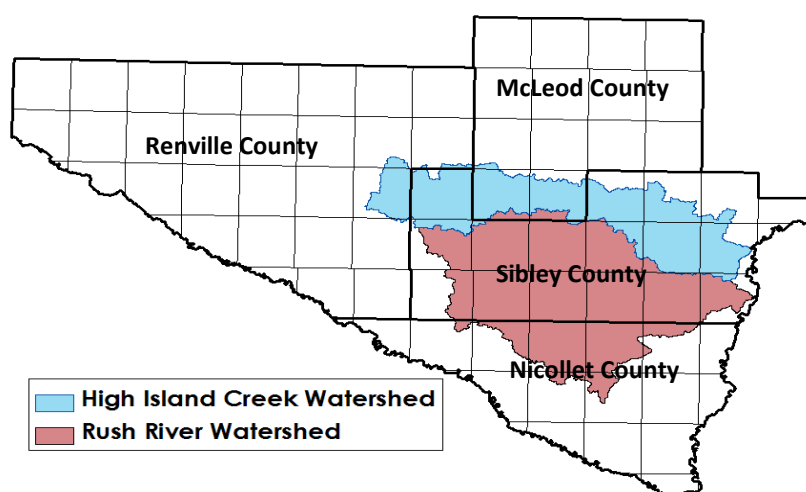 McLeod County
Renville County
Sibley County
Nicollet County
High Island Creek Watershed
Rush River Watershed